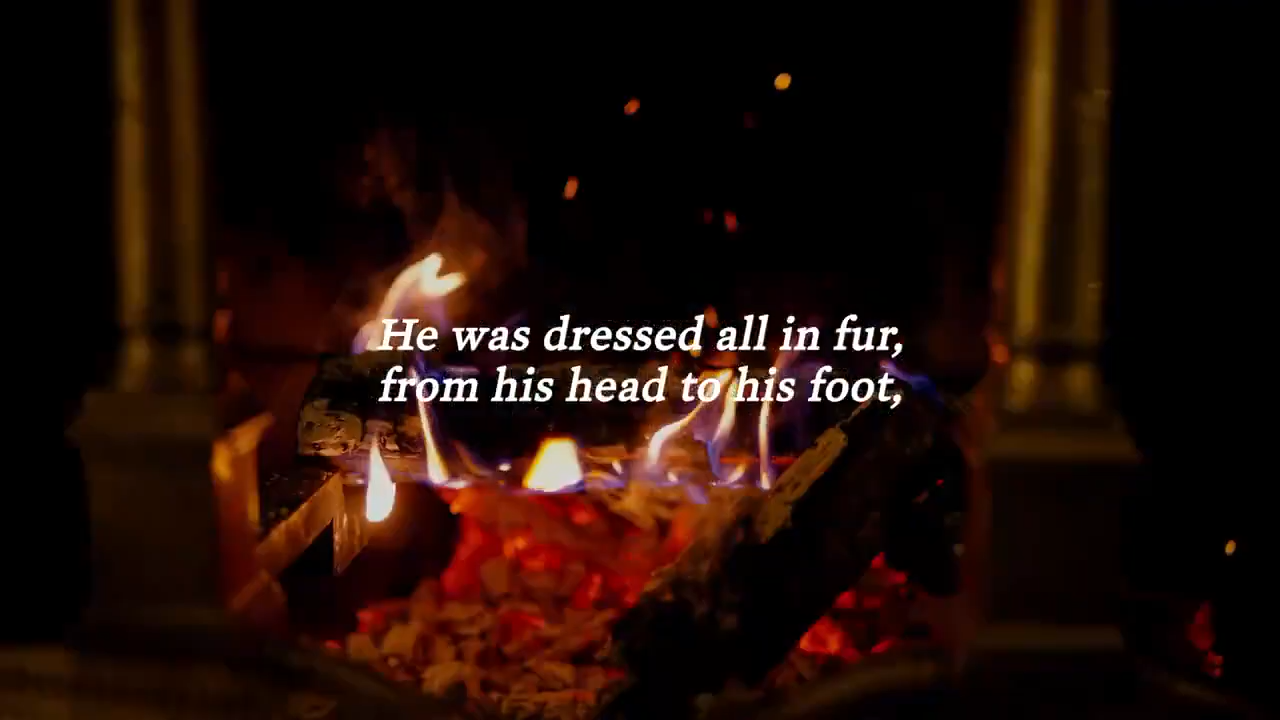 He was dressed all in fur,
from his head to his foot,